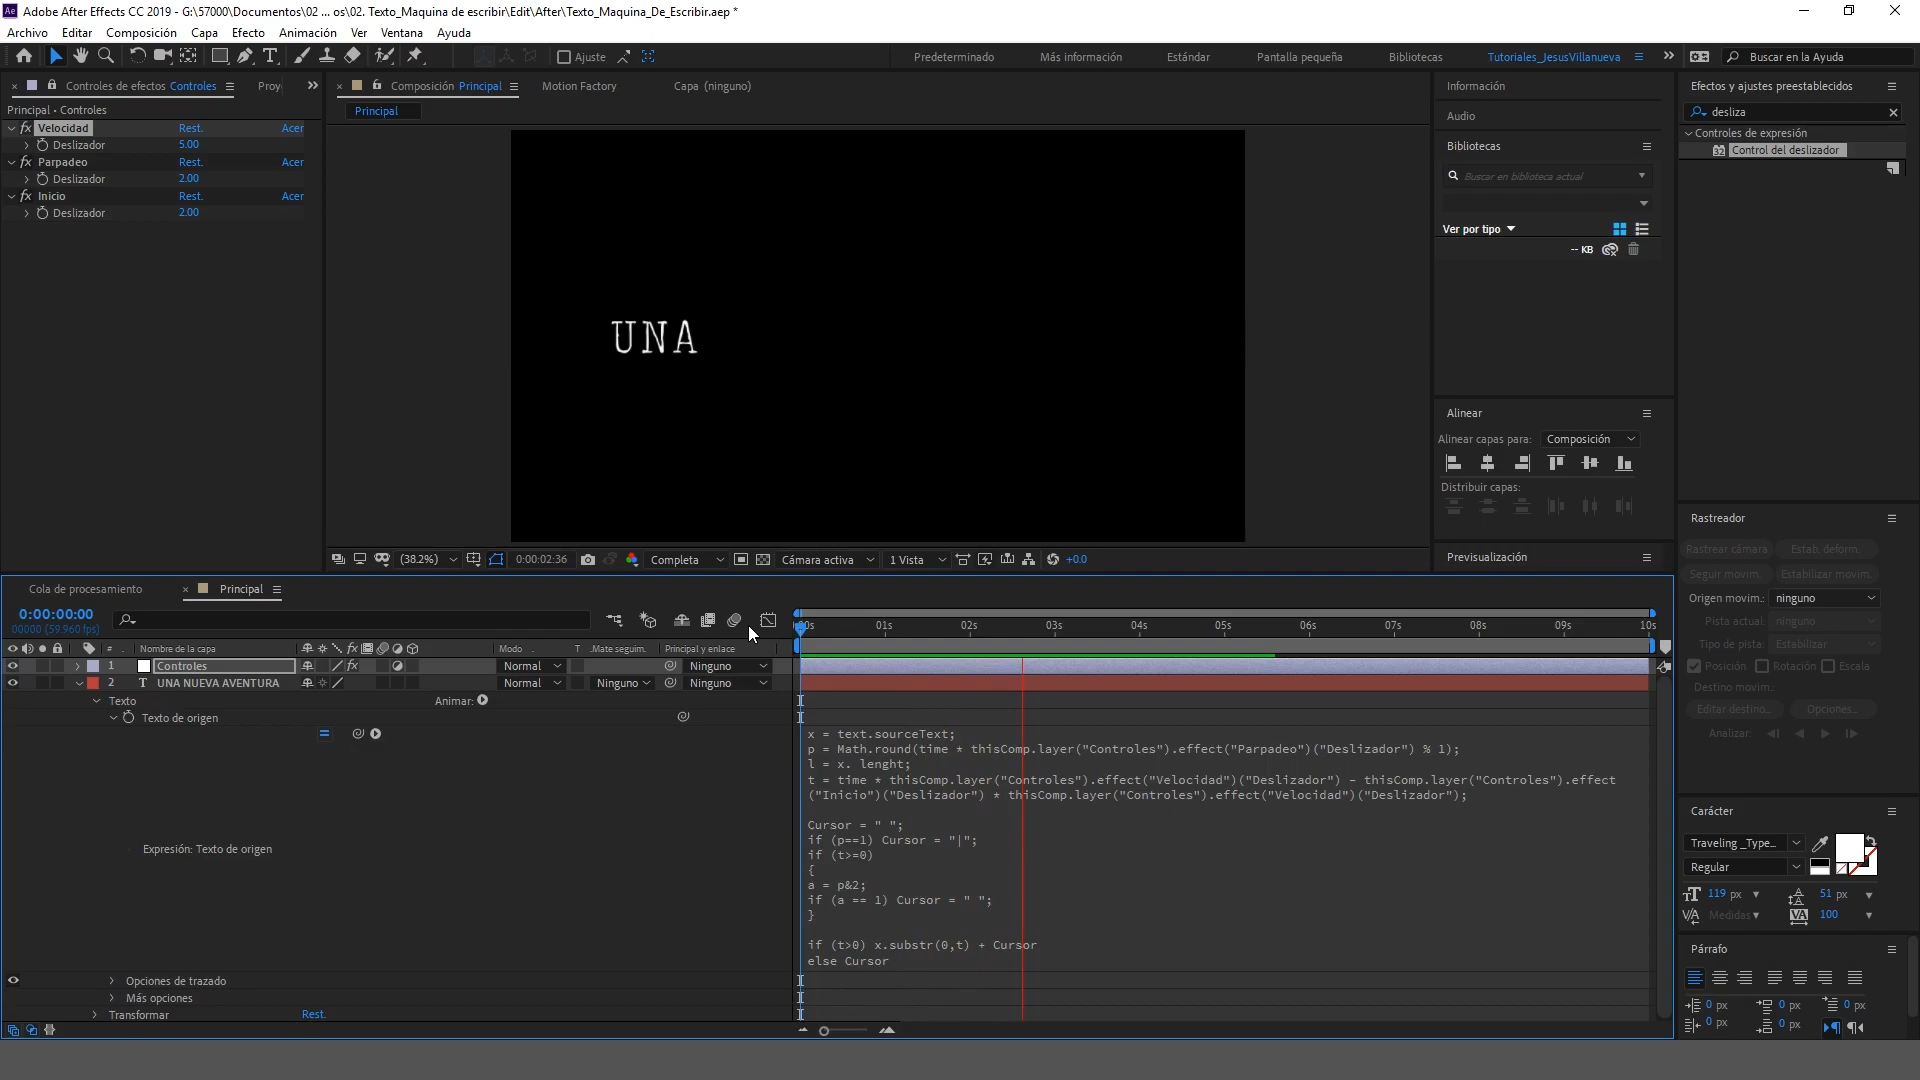 Adobe After Effects CC 2019 - G:\57000\Documentos\02 ... os\02. Texto_Maquina de escribir\Edit\After\Texto_Maquina_De_Escribir.aep *
Archivo Editar Composición Capa Efecto Animación Ver Ventana Ayuda
Ajuste
Predeterminado Más información Estándar Pantalla pequeña Bibliotecas Tutoriales_JesusVillanueva
Buscar en la Ayuda
Controles de efectos Controles
Proy
Principal • Controles
fx Velocidad Rest. Acer
Deslizador 5.00
fx Parpadeo Rest. Acer
Deslizador 2.00
fx Inicio Rest. Acer
Deslizador 2.00
Composición Principal
Motion Factory
Capa (ninguno)
Principal
UNA
(38.2%) 0:00:02:36 Completa Cámara activa 1 Vista +0.0
Información
Audio
Bibliotecas
Buscar en biblioteca actual
Ver por tipo
-- KB
Alinear
Alinear capas para: Composición
Distribuir capas:
Previsualización
Efectos y ajustes preestablecidos
desliza
Controles de expresión
32 Control del deslizador
Rastreador
Rastrear cámara Estab. deform.
Seguir movim. Estabilizar movim.
Origen movim.: ninguno
Pista actual: ninguno
Tipo de pista: Estabilizar
Posición Rotación Escala
Destino movim.:
Editar destino... Opciones...
Analizar:
Carácter
Traveling _Type...
Regular
119 px 51 px
Medidas 100
Párrafo
0 px 0 px 0 px
0 px 0 px
Cola de procesamiento
Principal
0:00:00:00
00000 (59.960 fps)
# Nombre de la capa Modo T .Mate seguim. Principal y enlace
1 Controles Normal Ninguno
2 T UNA NUEVA AVENTURA Normal Ninguno Ninguno
Texto Animar:
Texto de origen
Expresión: Texto de origen
Opciones de trazado
Más opciones
Transformar Rest.
00s 01s 02s 03s 04s 05s 06s 07s 08s 09s 10s
x = text.sourceText;
p = Math.round(time * thisComp.layer("Controles").effect("Parpadeo")("Deslizador") % 1);
l = x. lenght;
t = time * thisComp.layer("Controles").effect("Velocidad")("Deslizador") - thisComp.layer("Controles").effect
("Inicio")("Deslizador") * thisComp.layer("Controles").effect("Velocidad")("Deslizador");
Cursor = " ";
if (p==1) Cursor = "|";
if (t>=0)
{
a = p&2;
if (a == 1) Cursor = " ";
}
if (t>0) x.substr(0,t) + Cursor
else Cursor